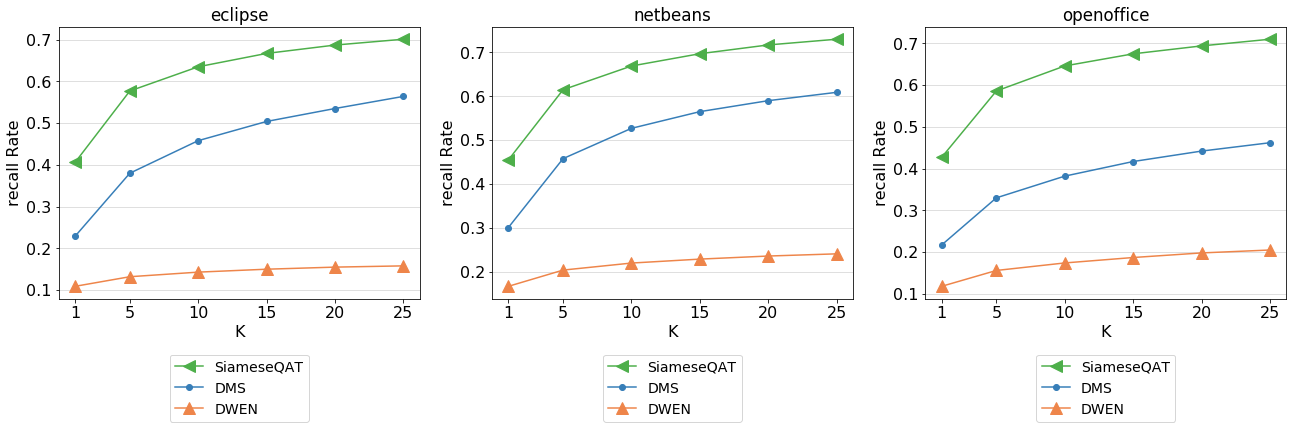 eclipse
0.7
0.6
0.5
0.4
0.3
0.2
0.1
recall Rate
1 5 10 15 20 25
K
SiameseQAT
DMS
DWEN
netbeans
0.7
0.6
0.5
0.4
0.3
0.2
recall Rate
1 5 10 15 20 25
K
SiameseQAT
DMS
DWEN
openoffice
0.7
0.6
0.5
0.4
0.3
0.2
0.1
recall Rate
1 5 10 15 20 25
K
SiameseQAT
DMS
DWEN